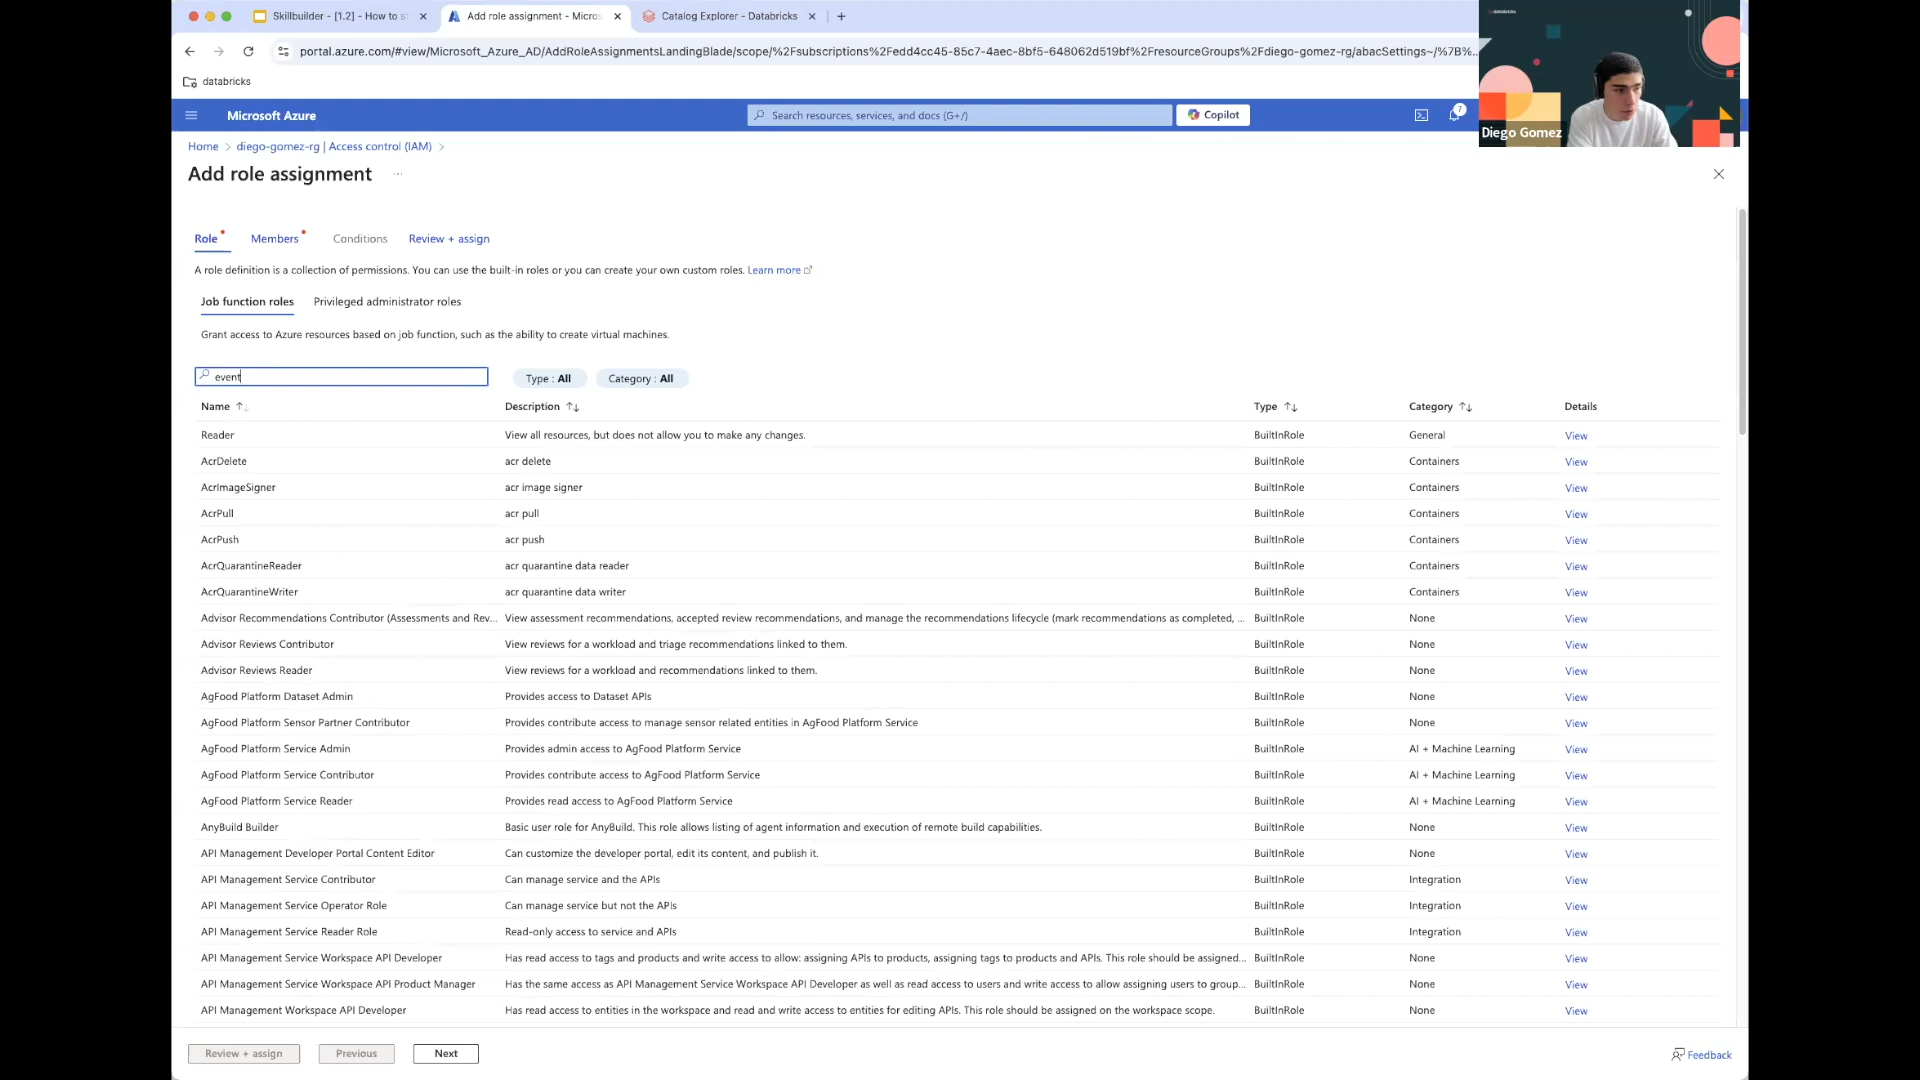 Skillbuilder - [1.2] - How to s
Add role assignment - Micros
Catalog Explorer - Databricks
portal.azure.com/#view/Microsoft_Azure_AD/AddRoleAssignmentsLandingBlade/scope/%2Fsubscriptions%2Fedd4cc45-85c7-4aec-8bf5-648062d519bf%2FresourceGroups%2Fdiego-gomez-rg/abacSettings~/%7B%...
databricks
Microsoft Azure
Search resources, services, and docs (G+/)
Copilot
7
Diego Gomez
Home > diego-gomez-rg | Access control (IAM) >
Add role assignment ...
Role Members Conditions Review + assign
A role definition is a collection of permissions. You can use the built-in roles or you can create your own custom roles. Learn more
Job function roles Privileged administrator roles
Grant access to Azure resources based on job function, such as the ability to create virtual machines.
event Type : All Category : All
Name ↑↓ Description ↑↓ Type ↑↓ Category ↑↓ Details
Reader View all resources, but does not allow you to make any changes. BuiltInRole General View
AcrDelete acr delete BuiltInRole Containers View
AcrImageSigner acr image signer BuiltInRole Containers View
AcrPull acr pull BuiltInRole Containers View
AcrPush acr push BuiltInRole Containers View
AcrQuarantineReader acr quarantine data reader BuiltInRole Containers View
AcrQuarantineWriter acr quarantine data writer BuiltInRole Containers View
Advisor Recommendations Contributor (Assessments and Rev... View assessment recommendations, accepted review recommendations, and manage the recommendations lifecycle (mark recommendations as completed, ... BuiltInRole None View
Advisor Reviews Contributor View reviews for a workload and triage recommendations linked to them. BuiltInRole None View
Advisor Reviews Reader View reviews for a workload and recommendations linked to them. BuiltInRole None View
AgFood Platform Dataset Admin Provides access to Dataset APIs BuiltInRole None View
AgFood Platform Sensor Partner Contributor Provides contribute access to manage sensor related entities in AgFood Platform Service BuiltInRole None View
AgFood Platform Service Admin Provides admin access to AgFood Platform Service BuiltInRole AI + Machine Learning View
AgFood Platform Service Contributor Provides contribute access to AgFood Platform Service BuiltInRole AI + Machine Learning View
AgFood Platform Service Reader Provides read access to AgFood Platform Service BuiltInRole AI + Machine Learning View
AnyBuild Builder Basic user role for AnyBuild. This role allows listing of agent information and execution of remote build capabilities. BuiltInRole None View
API Management Developer Portal Content Editor Can customize the developer portal, edit its content, and publish it. BuiltInRole None View
API Management Service Contributor Can manage service and the APIs BuiltInRole Integration View
API Management Service Operator Role Can manage service but not the APIs BuiltInRole Integration View
API Management Service Reader Role Read-only access to service and APIs BuiltInRole Integration View
API Management Service Workspace API Developer Has read access to tags and products and write access to allow: assigning APIs to products, assigning tags to products and APIs. This role should be assigned... BuiltInRole None View
API Management Service Workspace API Product Manager Has the same access as API Management Service Workspace API Developer as well as read access to users and write access to allow assigning users to group... BuiltInRole None View
API Management Workspace API Developer Has read access to entities in the workspace and read and write access to entities for editing APIs. This role should be assigned on the workspace scope. BuiltInRole None View
Review + assign Previous Next Feedback